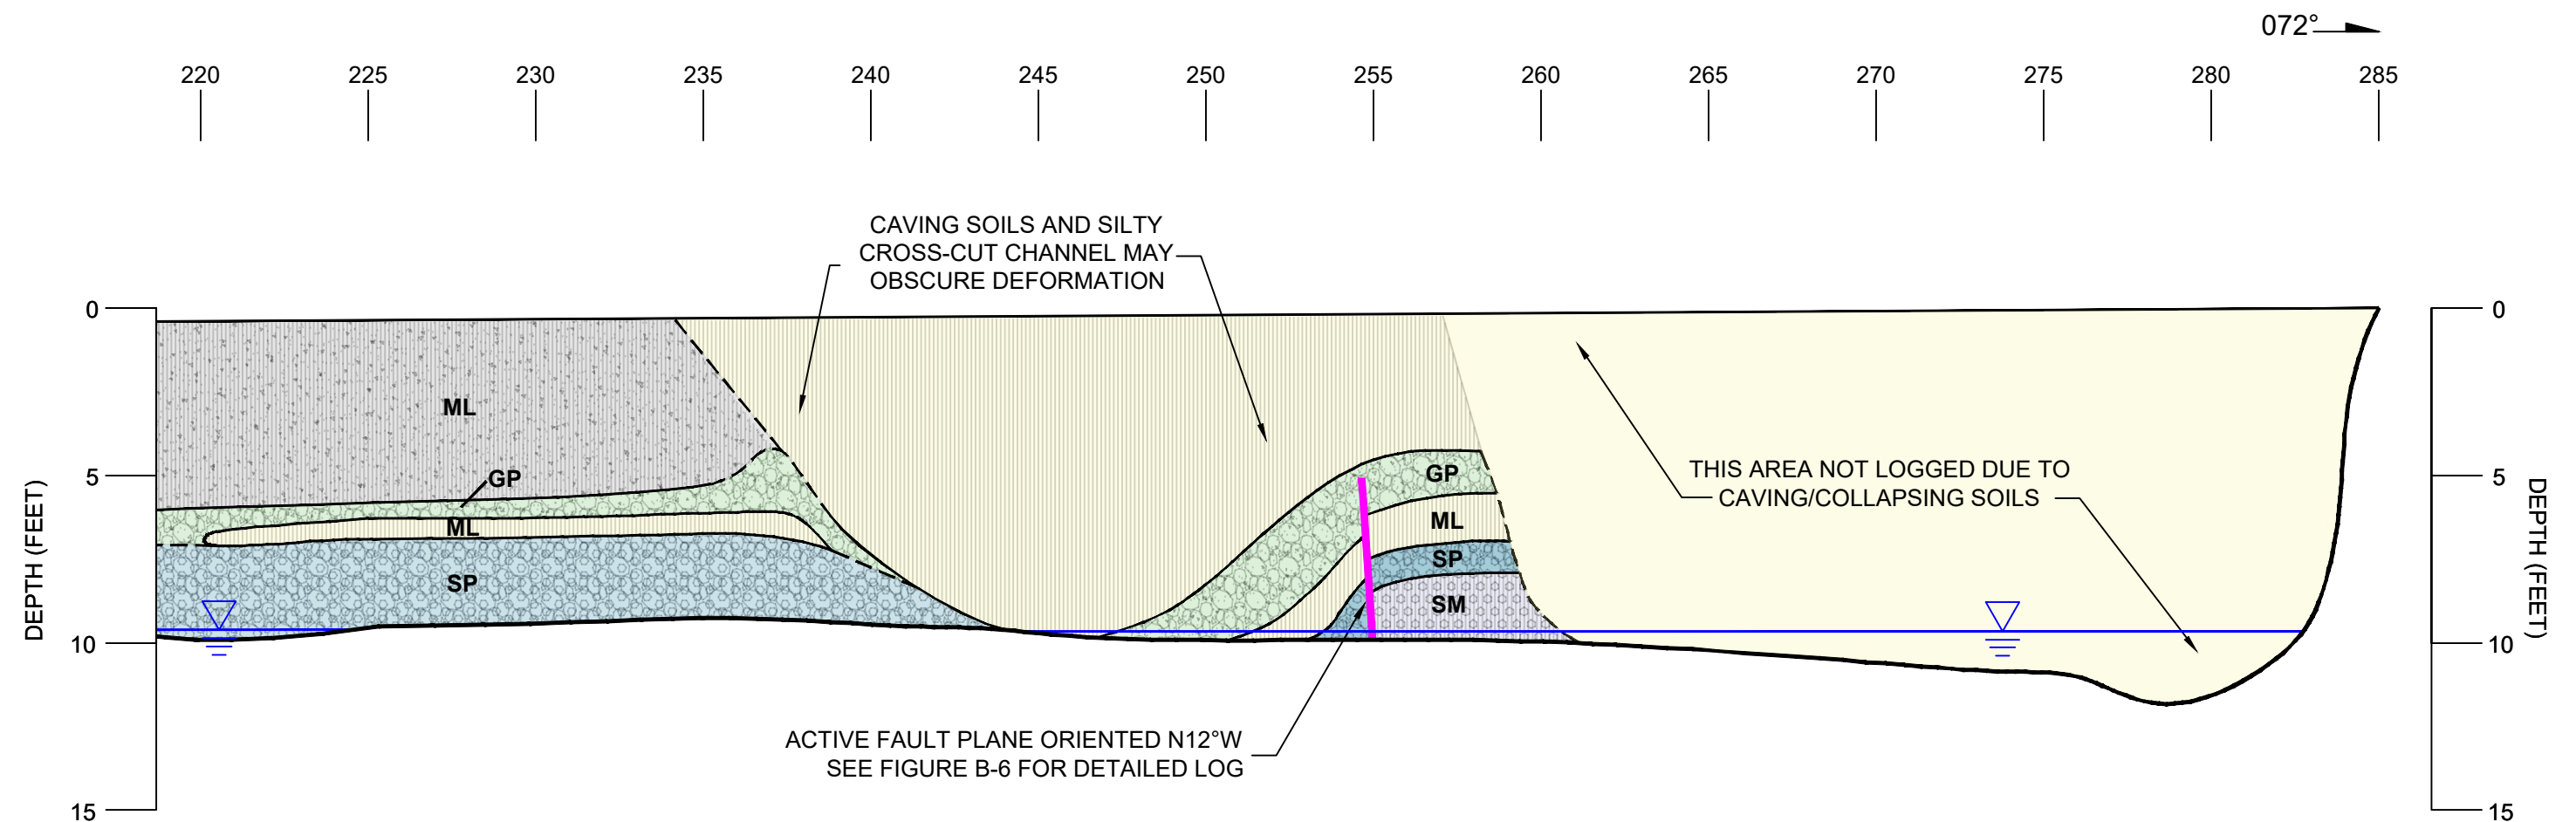 072°
220 225 230 235 240 245 250 255 260 265 270 275 280 285
CAVING SOILS AND SILTY
CROSS-CUT CHANNEL MAY
OBSCURE DEFORMATION
0
0
ML
5
GP
ML
SP
GP
ML
SP
SM
THIS AREA NOT LOGGED DUE TO
CAVING/COLLAPSING SOILS
5
DEPTH (FEET)
DEPTH (FEET)
10
10
ACTIVE FAULT PLANE ORIENTED N12°W
SEE FIGURE B-6 FOR DETAILED LOG
15
15